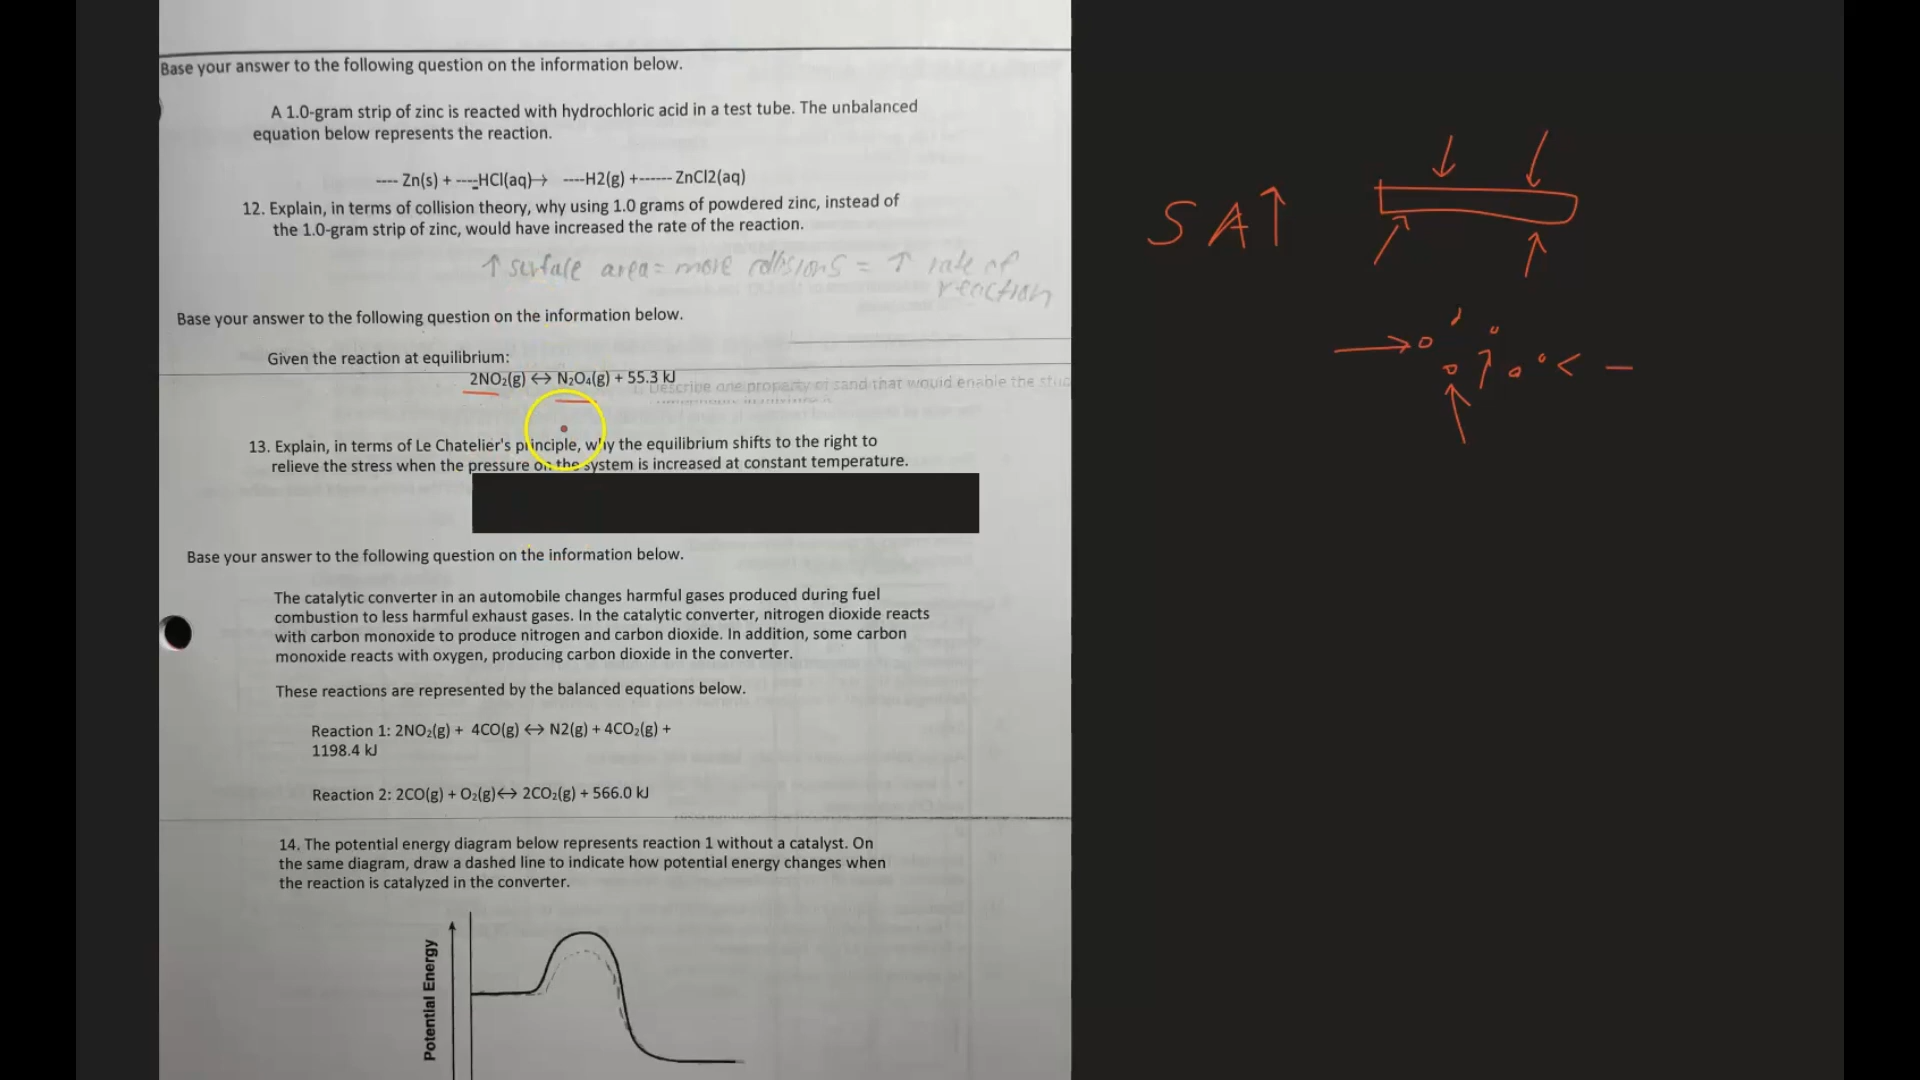 Base your answer to the following question on the information below.
A 1.0-gram strip of zinc is reacted with hydrochloric acid in a test tube. The unbalanced
equation below represents the reaction.
---- Zn(s) + ----HCl(aq)→ ----H2(g) +------ ZnCl2(aq)
12. Explain, in terms of collision theory, why using 1.0 grams of powdered zinc, instead of
the 1.0-gram strip of zinc, would have increased the rate of the reaction.
↑ surface area = more collisions = ↑ rate of
reaction
Base your answer to the following question on the information below.
Given the reaction at equilibrium:
2NO₂(g) ↔ N₂O₄(g) + 55.3 kJ
Describe one property of sand that would enable the
13. Explain, in terms of Le Chatelier's principle, why the equilibrium shifts to the right to
relieve the stress when the pressure on the system is increased at constant temperature.
Base your answer to the following question on the information below.
The catalytic converter in an automobile changes harmful gases produced during fuel
combustion to less harmful exhaust gases. In the catalytic converter, nitrogen dioxide reacts
with carbon monoxide to produce nitrogen and carbon dioxide. In addition, some carbon
monoxide reacts with oxygen, producing carbon dioxide in the converter.
These reactions are represented by the balanced equations below.
Reaction 1: 2NO₂(g) + 4CO(g) ↔ N2(g) + 4CO₂(g) +
1198.4 kJ
Reaction 2: 2CO(g) + O₂(g)↔ 2CO₂(g) + 566.0 kJ
14. The potential energy diagram below represents reaction 1 without a catalyst. On
the same diagram, draw a dashed line to indicate how potential energy changes when
the reaction is catalyzed in the converter.
Potential Energy
SA↑